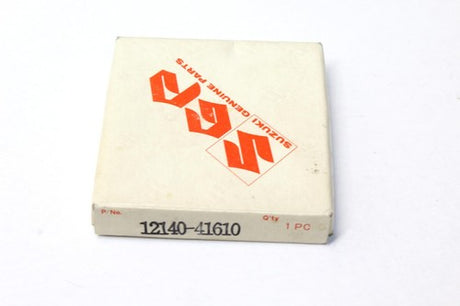 SGP
SUZUKI GENUINE PARTS
P/No. Q'ty
12140-41610 1 PC